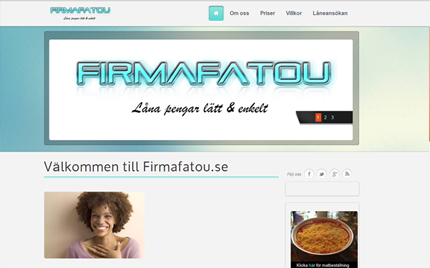 FIRMAFATOU
Låna pengar lätt & enkelt
Om oss Priser Villkor Låneansökan
FIRMAFATOU
Låna pengar lätt & enkelt
1 2 3
Välkommen till Firmafatou.se
Följ oss
Klicka här för matbeställning